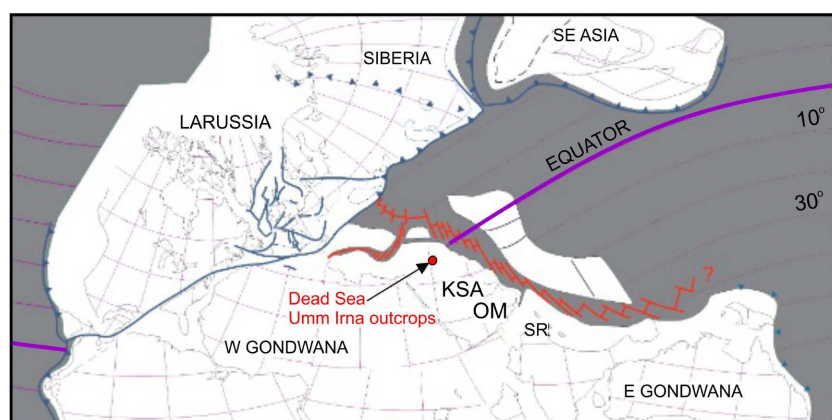 SE ASIA
SIBERIA
LARUSSIA
EQUATOR
10°
30°
?
Dead Sea
Umm Irna outcrops
KSA
OM
SR
W GONDWANA
E GONDWANA